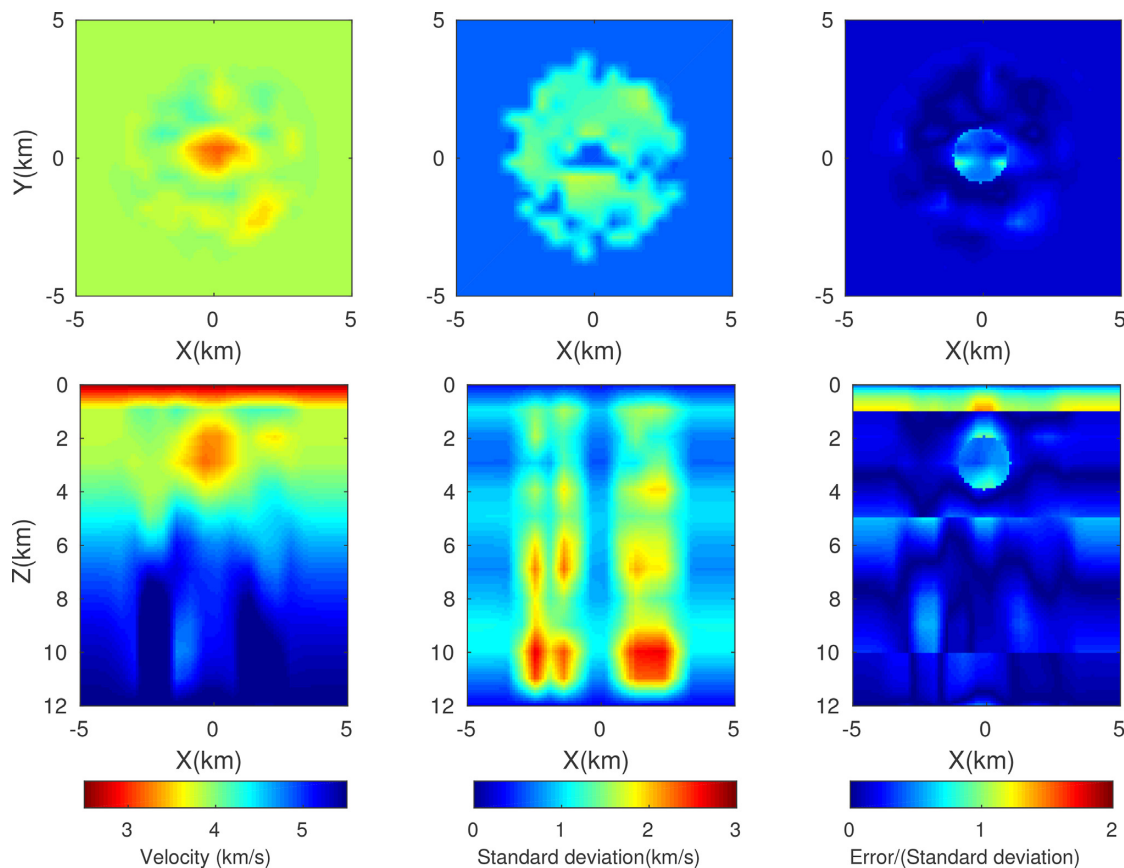 5 5 5
Y(km) 0 0 0
-5 -5 -5
-5 0 5 -5 0 5 -5 0 5
X(km) X(km) X(km)
0 0 0
2 2 2
4 4 4
Z(km) 6 6 6
8 8 8
10 10 10
12 12 12
-5 0 5 -5 0 5 -5 0 5
X(km) X(km) X(km)
3 4 5 0 1 2 3 0 1 2
Velocity (km/s) Standard deviation(km/s) Error/(Standard deviation)